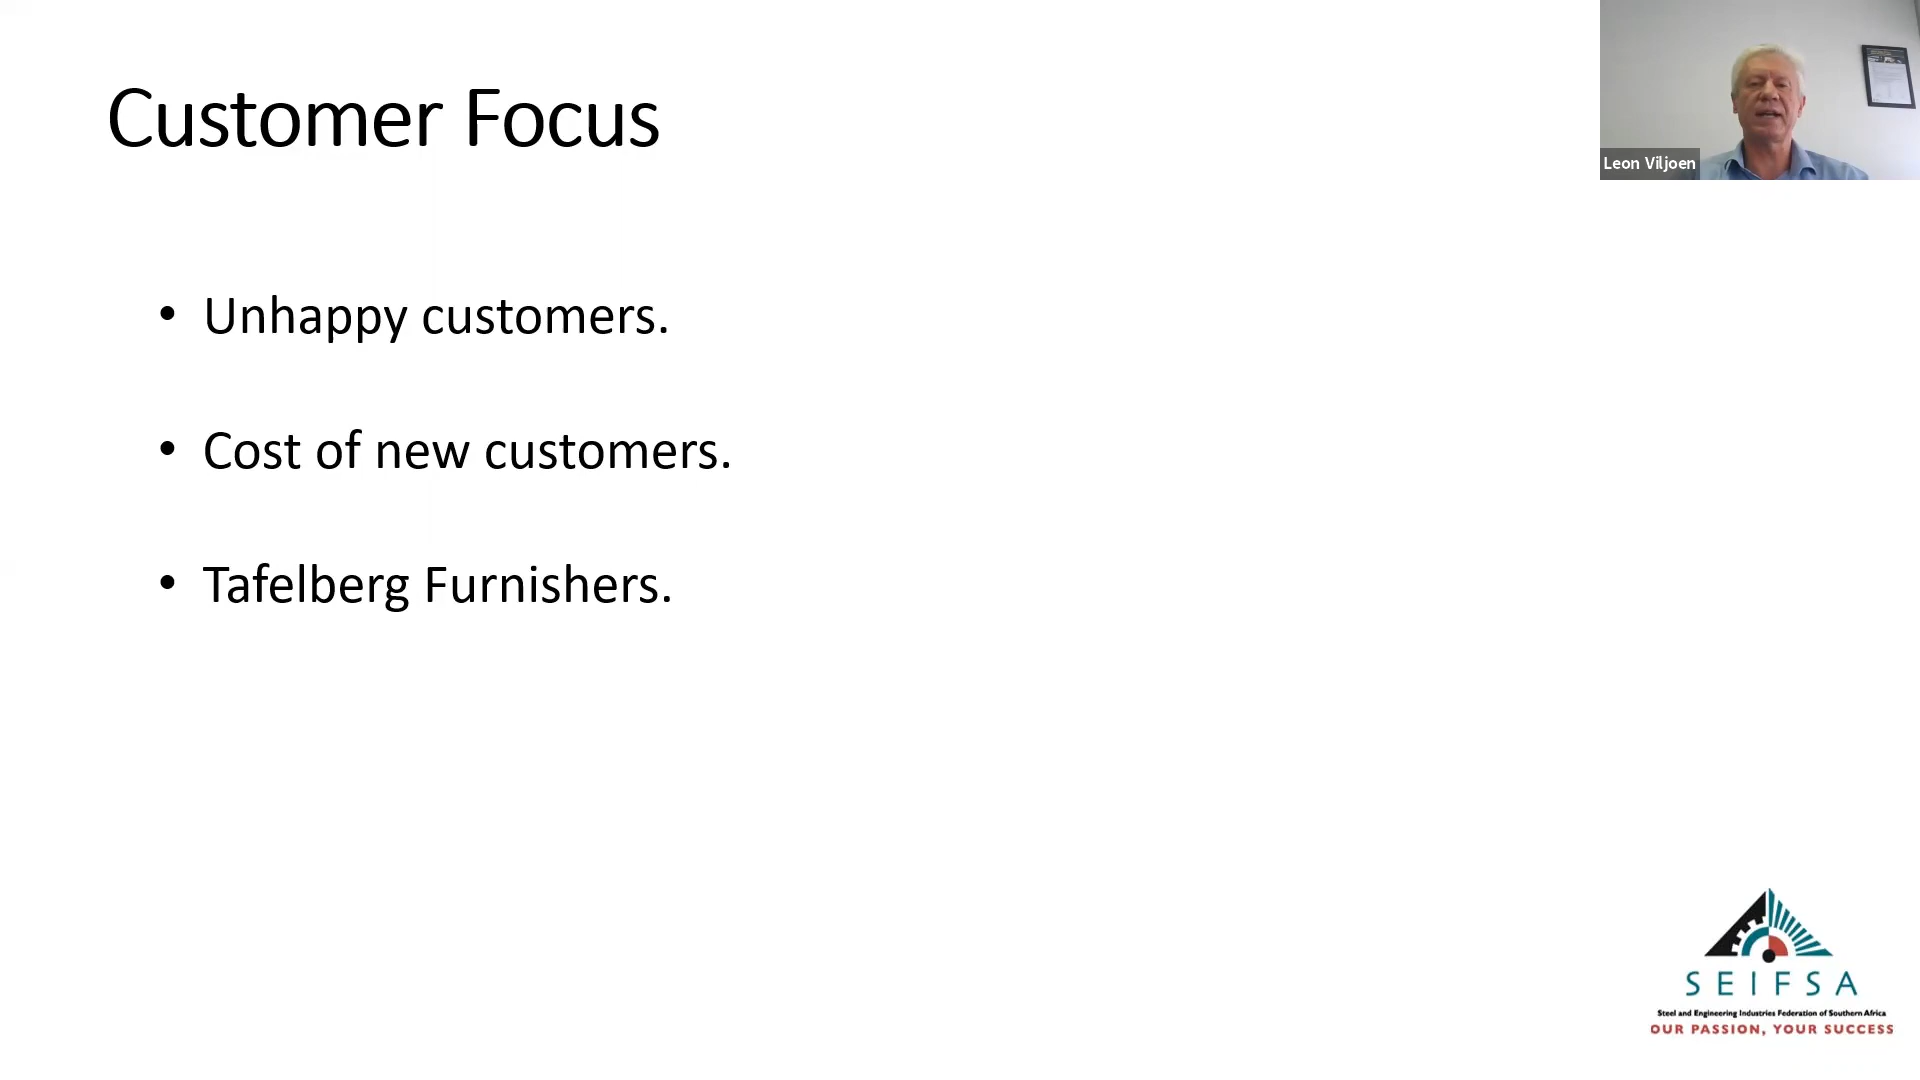 Customer Focus
Leon Viljoen
• Unhappy customers.
• Cost of new customers.
• Tafelberg Furnishers.
SEIFSA
Steel and Engineering Industries Federation of Southern Africa
OUR PASSION, YOUR SUCCESS